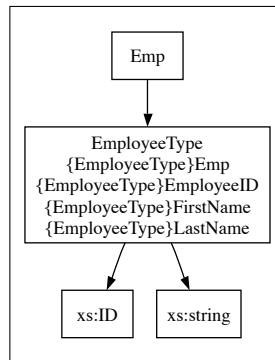 Emp
EmployeeType
{EmployeeType}Emp
{EmployeeType}EmployeeID
{EmployeeType}FirstName
{EmployeeType}LastName
xs:ID
xs:string